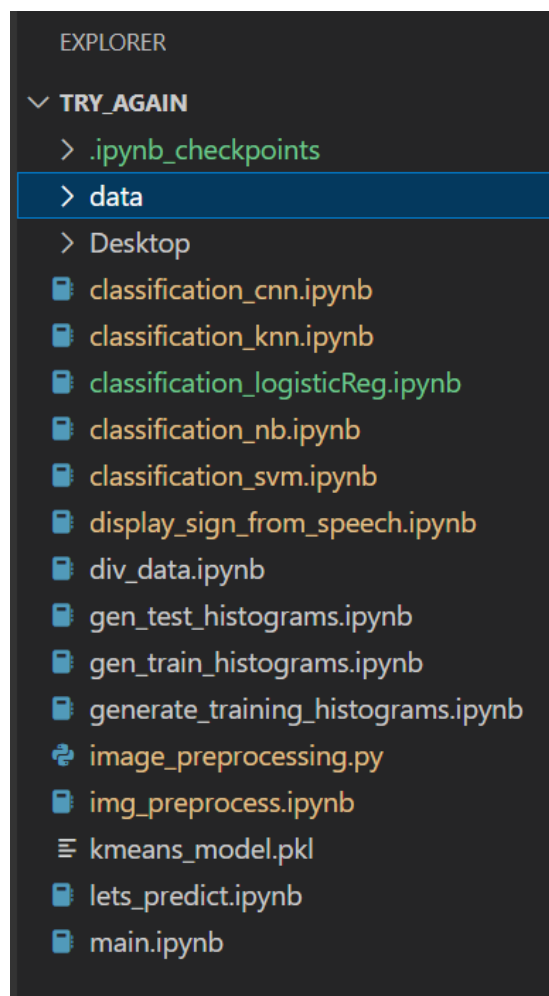 EXPLORER
TRY_AGAIN
.ipynb_checkpoints
data
Desktop
classification_cnn.ipynb
classification_knn.ipynb
classification_logisticReg.ipynb
classification_nb.ipynb
classification_svm.ipynb
display_sign_from_speech.ipynb
div_data.ipynb
gen_test_histograms.ipynb
gen_train_histograms.ipynb
generate_training_histograms.ipynb
image_preprocessing.py
img_preprocess.ipynb
kmeans_model.pkl
lets_predict.ipynb
main.ipynb